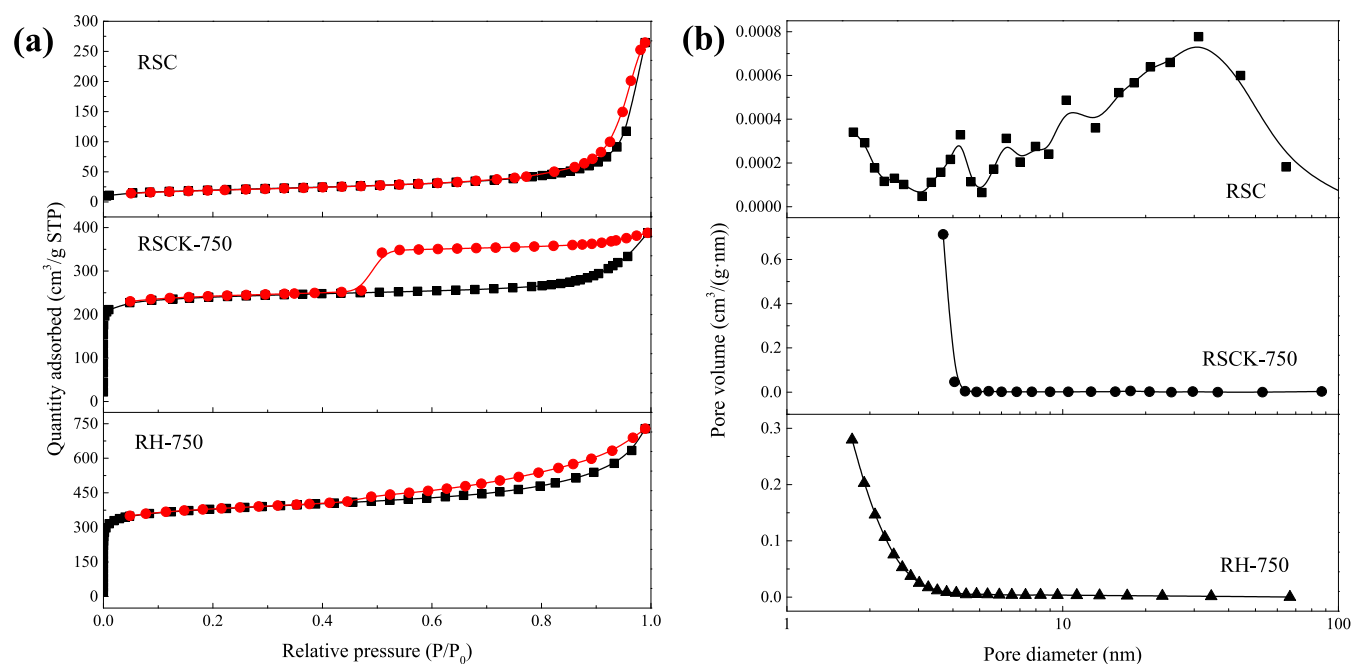 (a)
Quantity adsorbed (cm³/g STP)
300
250
200
150
100
50
0
RSC
400
300
200
100
0
RSCK-750
750
600
450
300
150
0
RH-750
0.0 0.2 0.4 0.6 0.8 1.0
Relative pressure (P/P₀)
(b)
Pore volume (cm³/(g·nm))
0.0008
0.0006
0.0004
0.0002
0.0000
RSC
0.6
0.4
0.2
0.0
RSCK-750
0.3
0.2
0.1
0.0
RH-750
1 10 100
Pore diameter (nm)